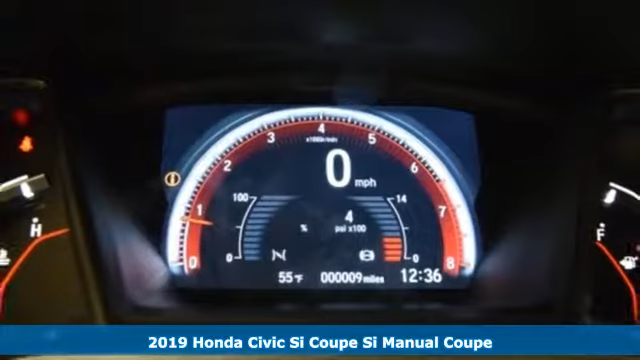 4
3 5
x1000r/min
2 6
0 mph
1 7
100 14
4
% psi x100
0 0
0 8
55°F 000009 miles 12:36
H
F
2019 Honda Civic Si Coupe Si Manual Coupe